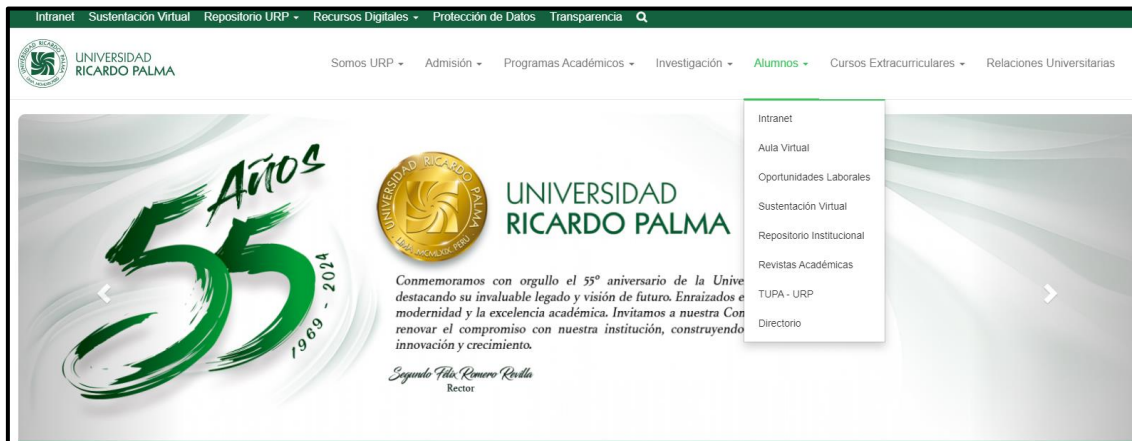 Intranet Sustentación Virtual Repositorio URP Recursos Digitales Protección de Datos Transparencia
UNIVERSIDAD
RICARDO PALMA
Somos URP Admisión Programas Académicos Investigación Alumnos Cursos Extracurriculares Relaciones Universitarias
Intranet
Aula Virtual
Oportunidades Laborales
Sustentación Virtual
Repositorio Institucional
Revistas Académicas
TUPA - URP
Directorio
55 Años
1969 - 2024
UNIVERSIDAD RICARDO PALMA
UNIVERSIDAD
RICARDO PALMA
Conmemoramos con orgullo el 55º aniversario de la Unive
destacando su invaluable legado y visión de futuro. Enraizados e
modernidad y la excelencia académica. Invitamos a nuestra Con
renovar el compromiso con nuestra institución, construyendo
innovación y crecimiento.
Segundo Félix Romero Revilla
Rector